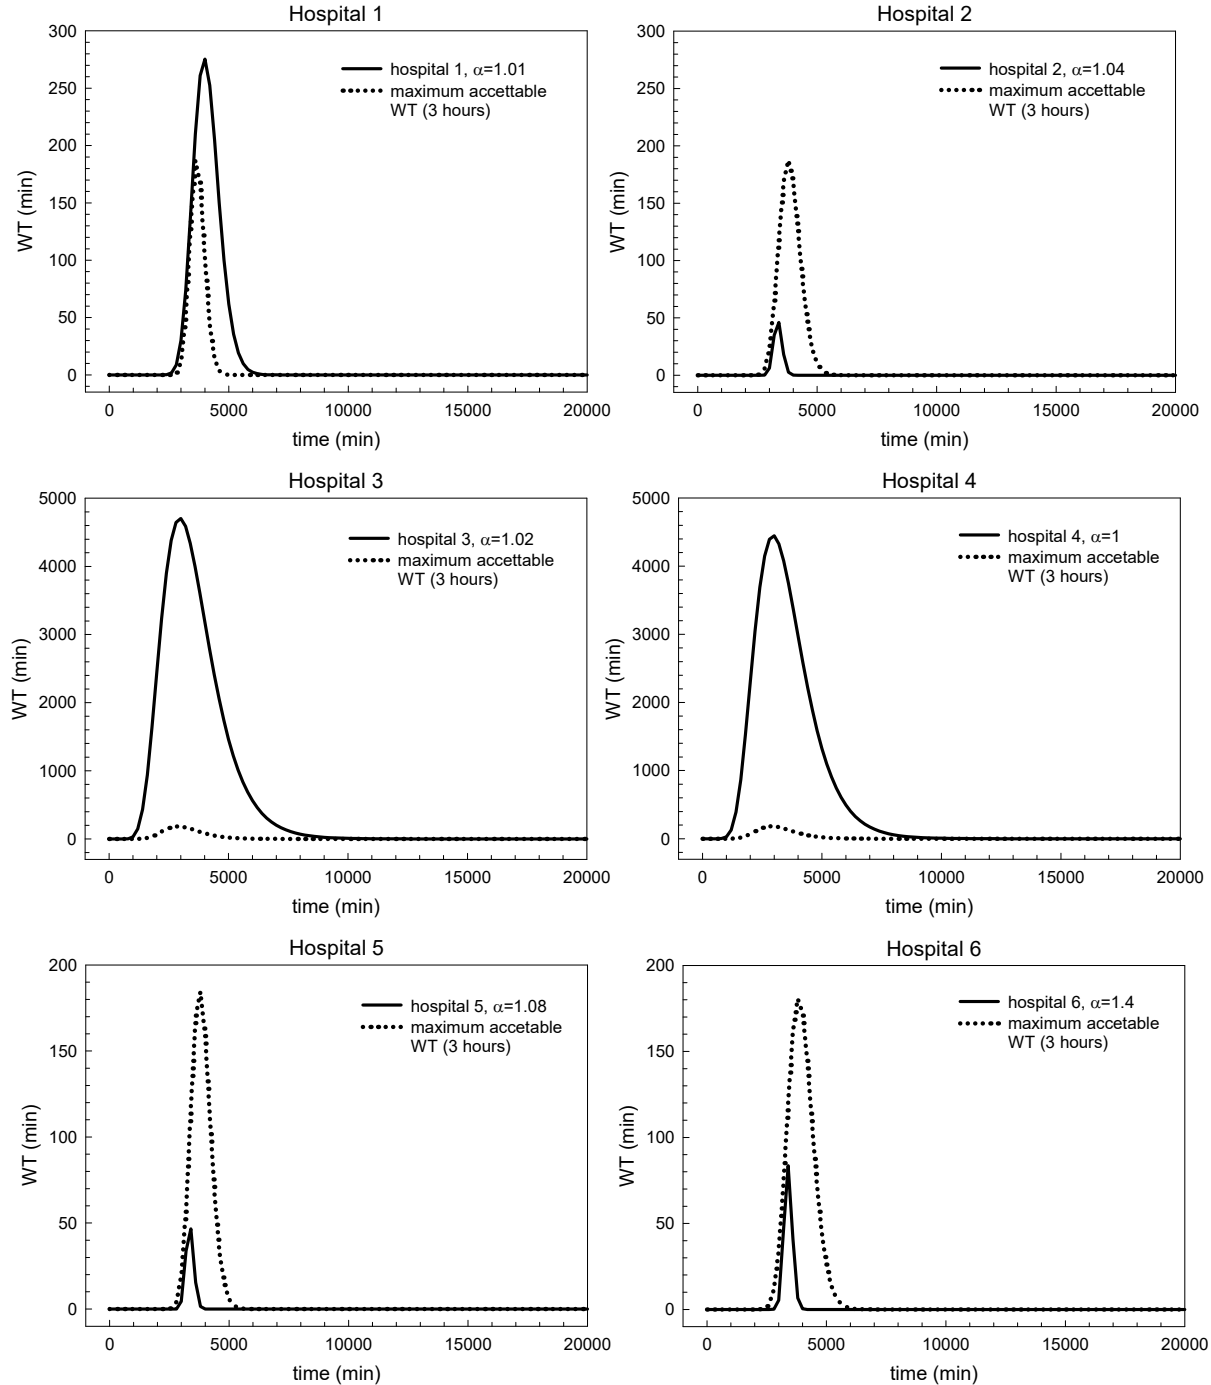 Hospital 1
300
250
200
150
100
50
0
WT (min)
hospital 1, α=1.01
maximum accettable
WT (3 hours)
0 5000 10000 15000 20000
time (min)
Hospital 2
300
250
200
150
100
50
0
WT (min)
hospital 2, α=1.04
maximum accettable
WT (3 hours)
0 5000 10000 15000 20000
time (min)
Hospital 3
5000
4000
3000
2000
1000
0
WT (min)
hospital 3, α=1.02
maximum accettable
WT (3 hours)
0 5000 10000 15000 20000
time (min)
Hospital 4
5000
4000
3000
2000
1000
0
WT (min)
hospital 4, α=1
maximum accetable
WT (3 hours)
0 5000 10000 15000 20000
time (min)
Hospital 5
200
150
100
50
0
WT (min)
hospital 5, α=1.08
maximum accetable
WT (3 hours)
0 5000 10000 15000 20000
time (min)
Hospital 6
200
150
100
50
0
WT (min)
hospital 6, α=1.4
maximum accetable
WT (3 hours)
0 5000 10000 15000 20000
time (min)